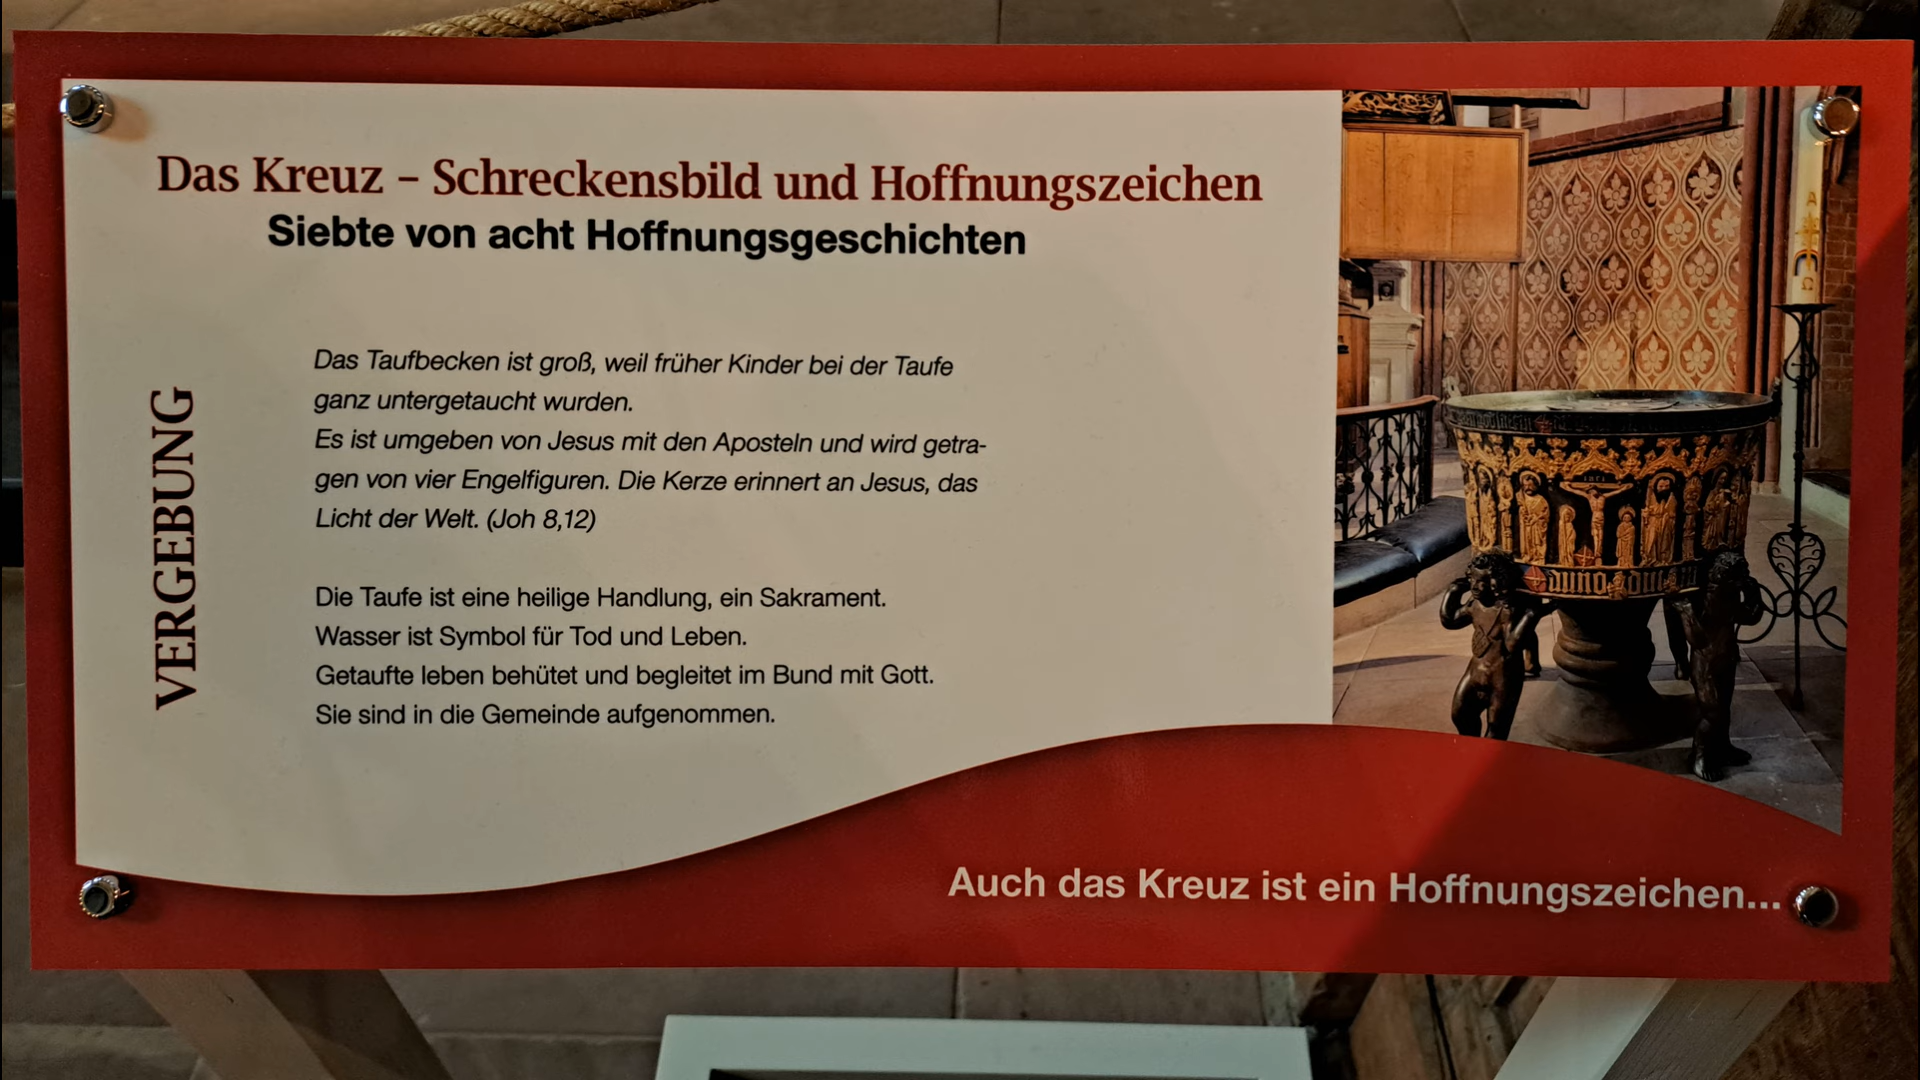 Das Kreuz – Schreckensbild und Hoffnungszeichen
Siebte von acht Hoffnungsgeschichten
VERGEBUNG
Das Taufbecken ist groß, weil früher Kinder bei der Taufe
ganz untergetaucht wurden.
Es ist umgeben von Jesus mit den Aposteln und wird getra-
gen von vier Engelfiguren. Die Kerze erinnert an Jesus, das
Licht der Welt. (Joh 8,12)
Die Taufe ist eine heilige Handlung, ein Sakrament.
Wasser ist Symbol für Tod und Leben.
Getaufte leben behütet und begleitet im Bund mit Gott.
Sie sind in die Gemeinde aufgenommen.
Auch das Kreuz ist ein Hoffnungszeichen...